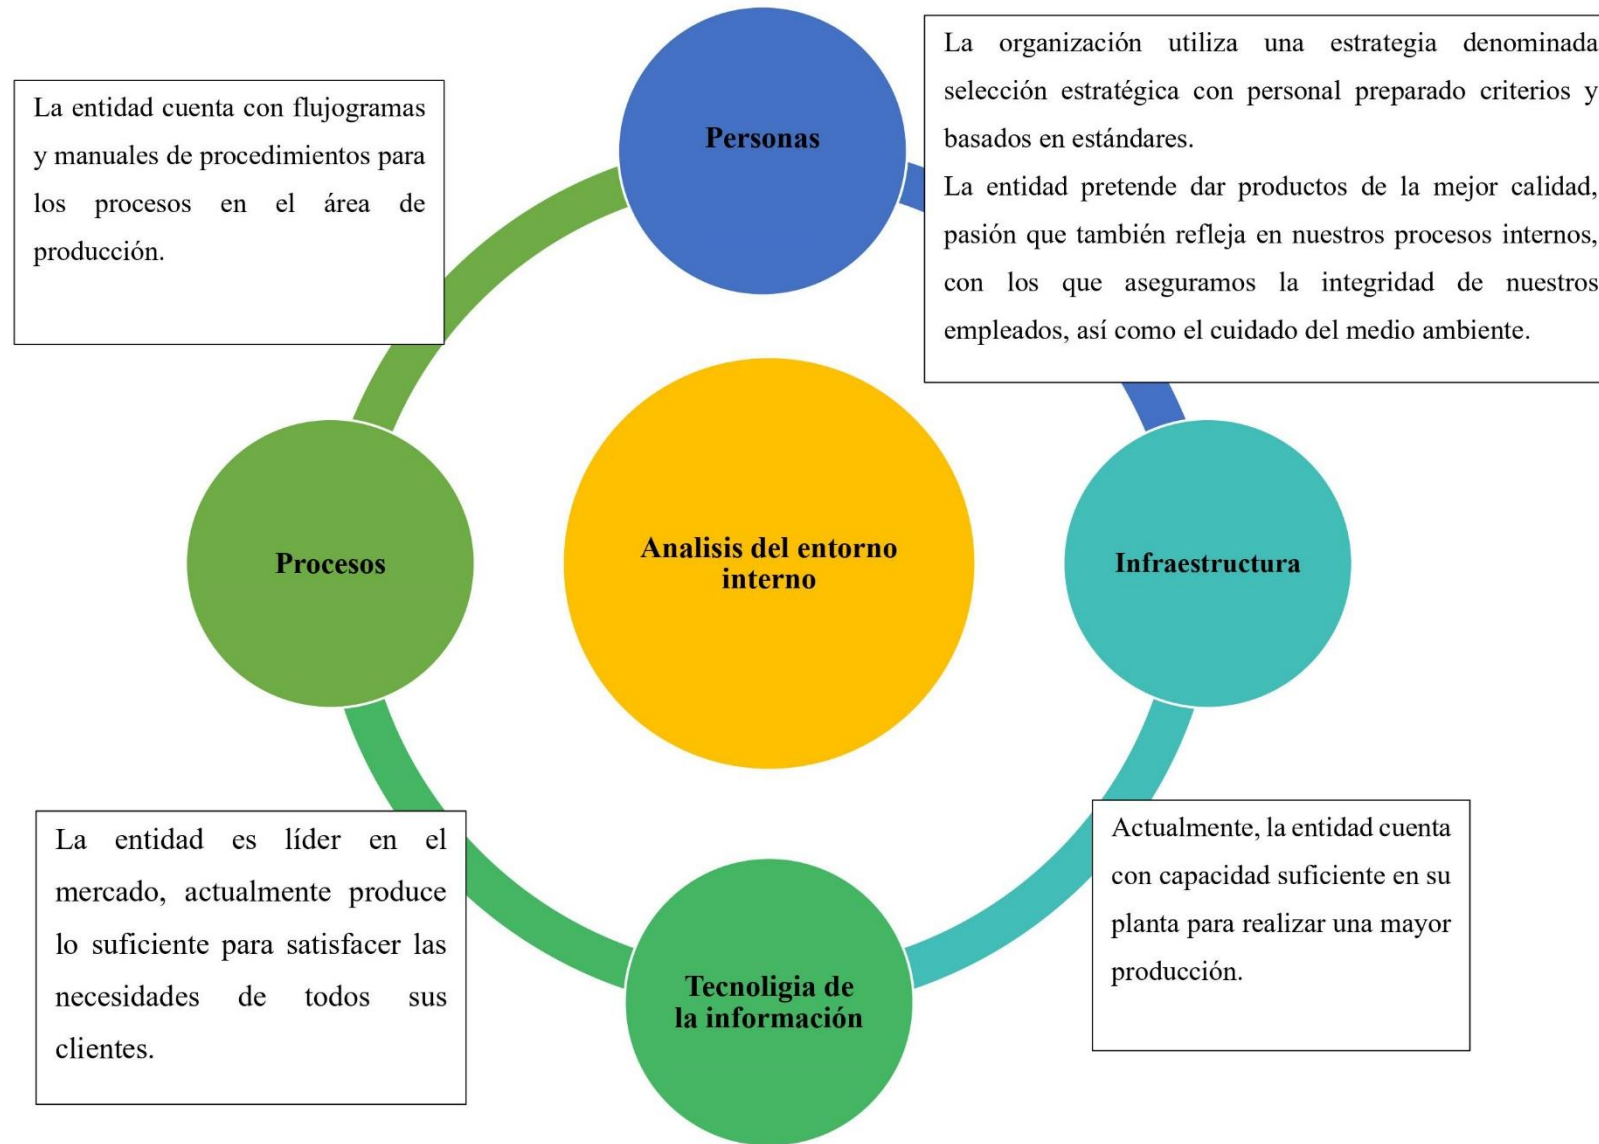 Personas
La organización utiliza una estrategia denominada
selección estratégica con personal preparado criterios y
basados en estándares.
La entidad pretende dar productos de la mejor calidad,
pasión que también refleja en nuestros procesos internos,
con los que aseguramos la integridad de nuestros
empleados, así como el cuidado del medio ambiente.
La entidad cuenta con flujogramas
y manuales de procedimientos para
los procesos en el área de
producción.
Procesos
Analisis del entorno
interno
Infraestructura
La entidad es líder en el
mercado, actualmente produce
lo suficiente para satisfacer las
necesidades de todos sus
clientes.
Tecnoligia de
la información
Actualmente, la entidad cuenta
con capacidad suficiente en su
planta para realizar una mayor
producción.